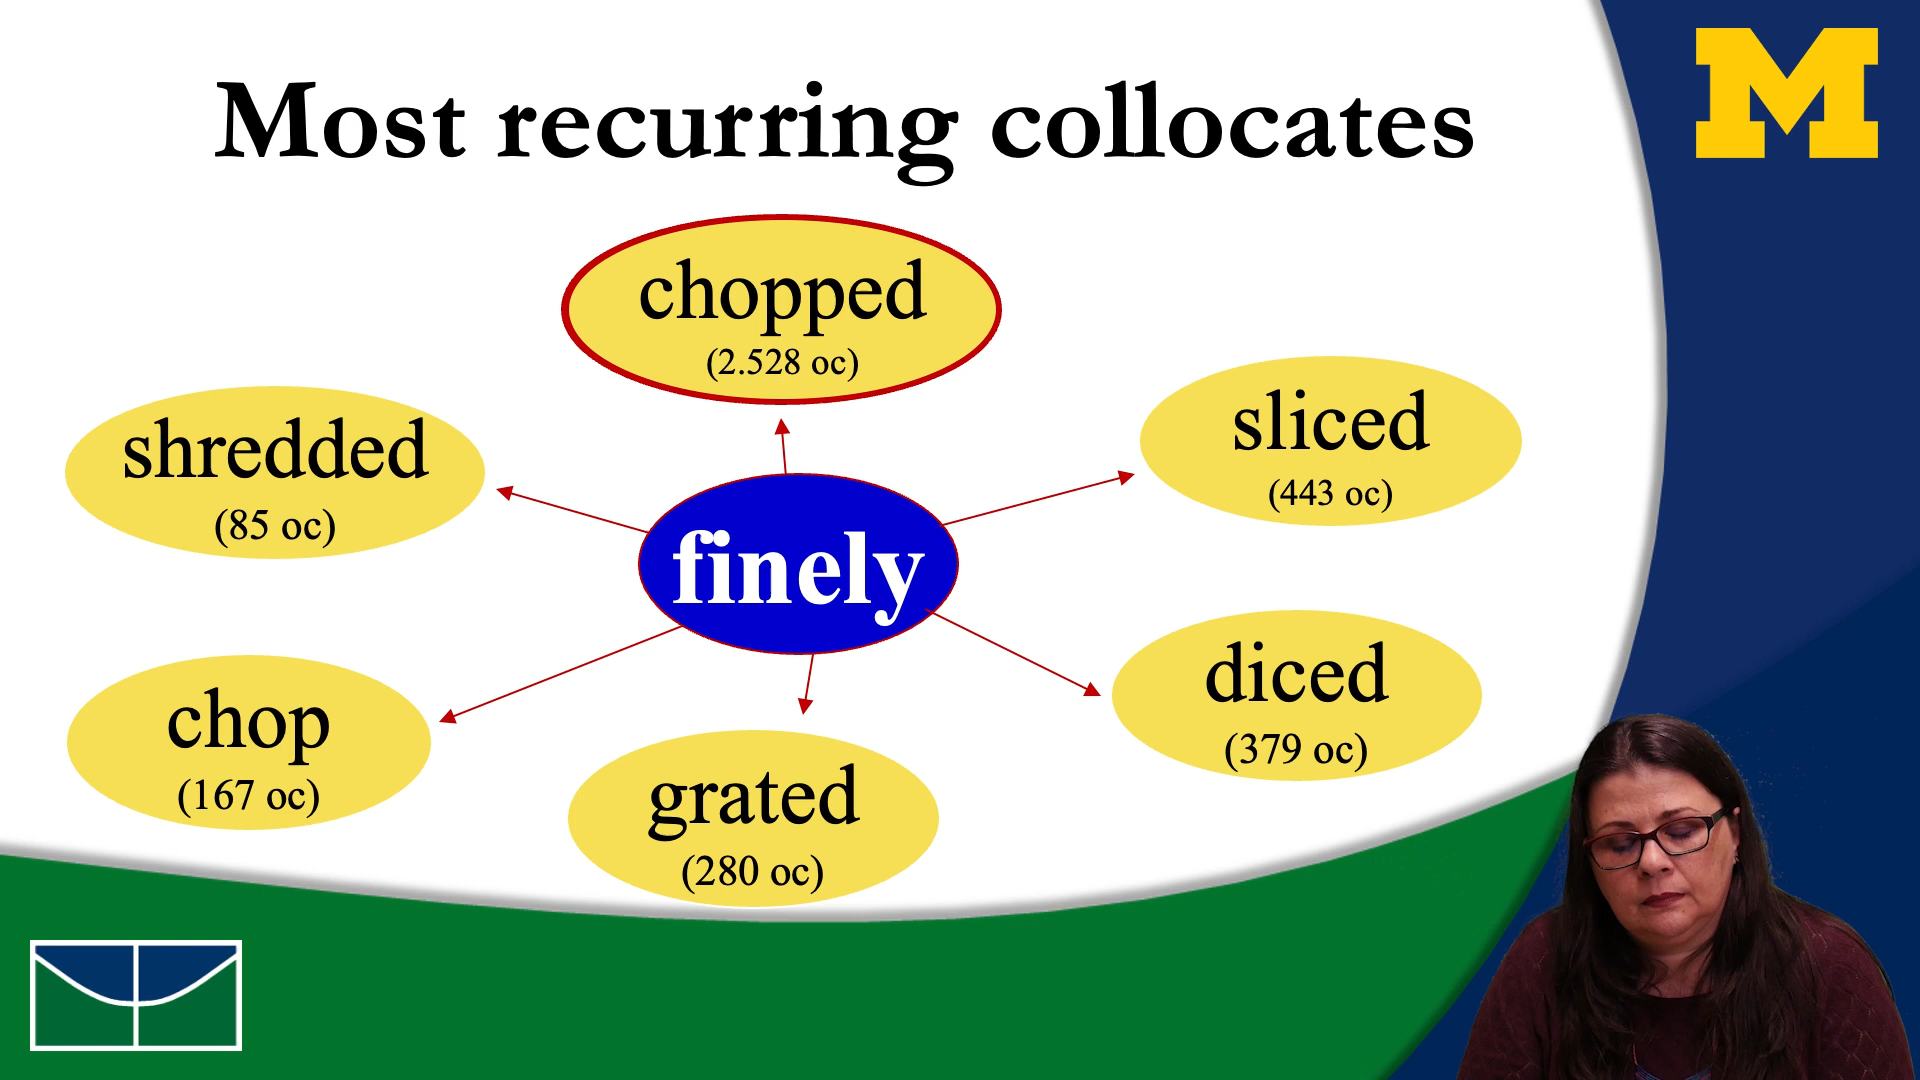 M
Most recurring collocates
chopped
(2.528 oc)
sliced
(443 oc)
shredded
(85 oc)
finely
diced
(379 oc)
chop
(167 oc)
grated
(280 oc)